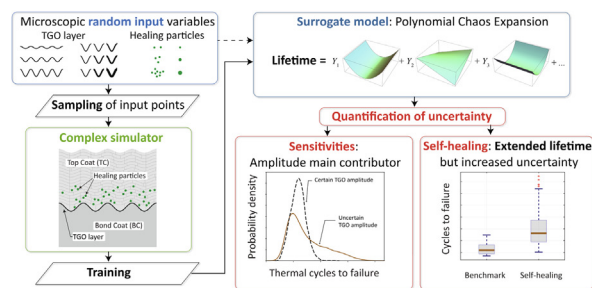 Microscopic random input variables
TGO layer
Healing particles
Sampling of input points
Complex simulator
Top Coat (TC)
Healing particles
Bond Coat (BC)
TGO layer
Training
Surrogate model: Polynomial Chaos Expansion
Lifetime = Y1 + Y2 + Y3 + ...
Quantification of uncertainty
Sensitivities:
Amplitude main contributor
Probability density
Certain TGO amplitude
Uncertain
TGO amplitude
Thermal cycles to failure
Self-healing: Extended lifetime
but increased uncertainty
Cycles to failure
Benchmark
Self-healing